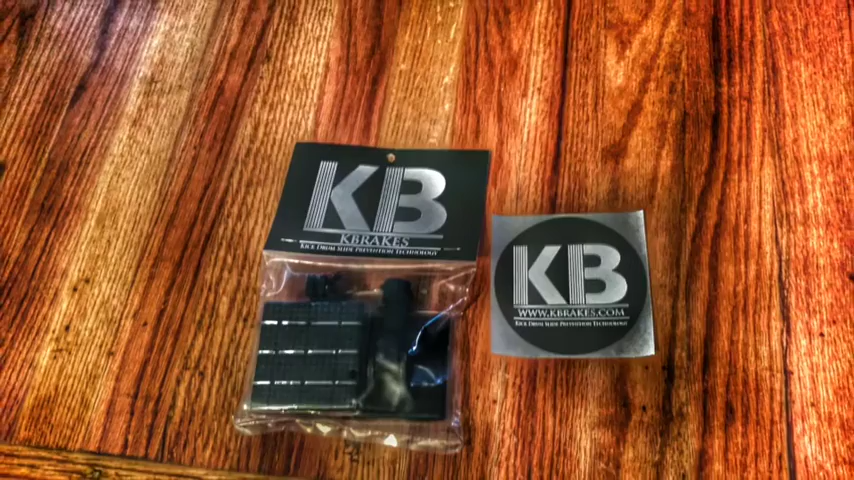 KB
KBRAKES
KICK DRUM SLIDE PREVENTION TECHNOLOGY
KB
WWW.KBRAKES.COM
KICK DRUM SLIDE PREVENTION TECHNOLOGY